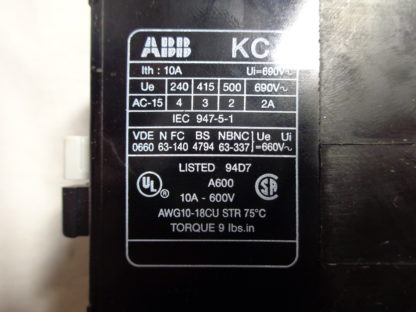 ABB KC
Ith : 10A Ui=690V~
Ue 240 415 500 690V~
AC-15 4 3 2 2A
IEC 947-5-1
VDE N FC BS NBNC Ue Ui
0660 63-140 4794 63-337 =660V~
LISTED 94D7
UL A600 SA
10A - 600V
AWG10-18CU STR 75°C
TORQUE 9 lbs.in